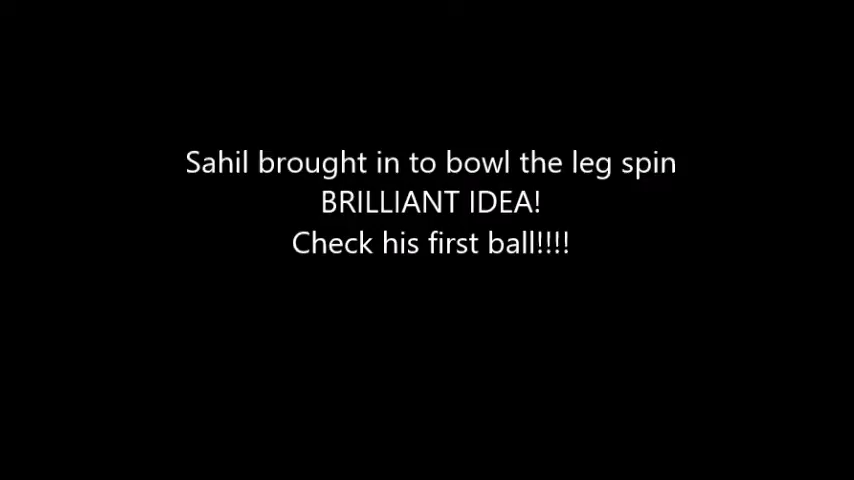 Sahil brought in to bowl the leg spin
BRILLIANT IDEA!
Check his first ball!!!!